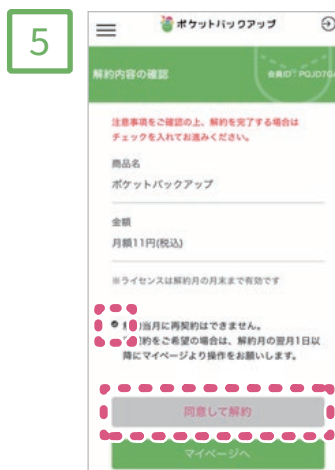 5
ポケットバックアップ
解約内容の確認
会員ID：PQJD7G
注意事項をご確認の上、解約を完了する場合は
チェックを入れてお進みください。
商品名
ポケットバックアップ
金額
月額11円(税込)
※ライセンスは解約月の月末まで有効です
当月に再契約はできません。
約をご希望の場合は、解約月の翌月1日以
降にマイページより操作をお願いします。
同意して解約
マイページへ